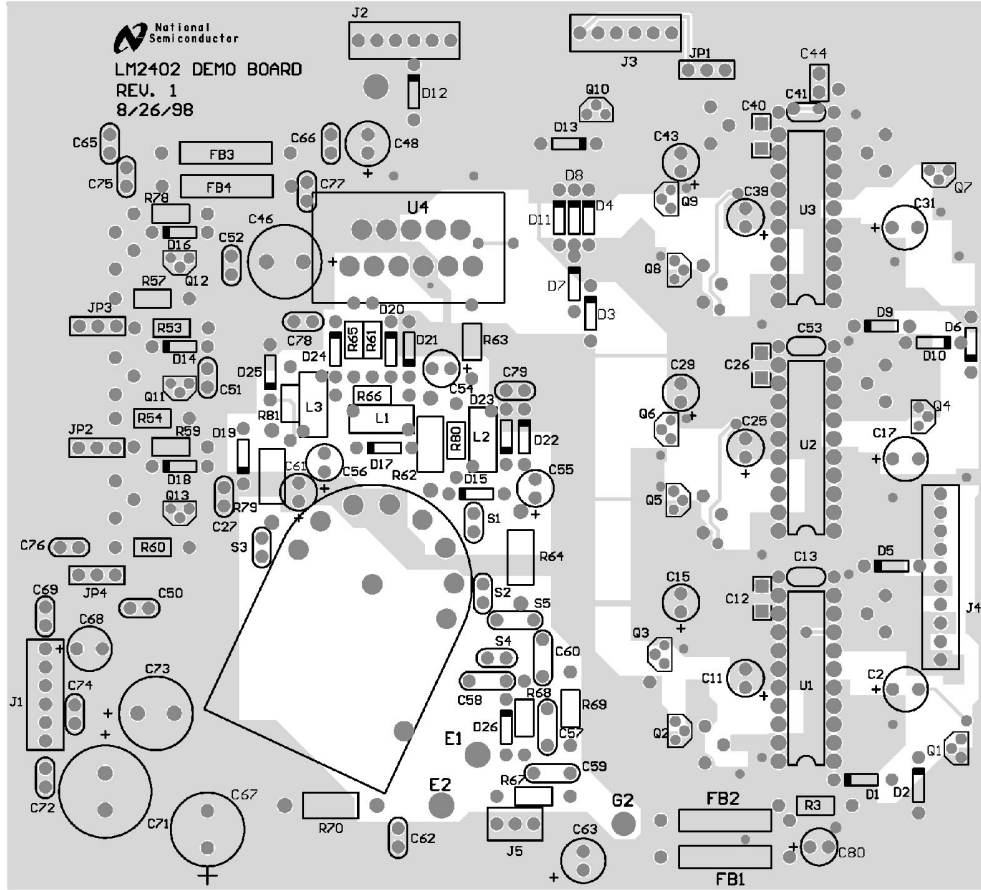 National
Semiconductor
LM2402 DEMO BOARD
REV. 1
8/26/98
J2
J3
JP1
C44
D12
Q10
C40
C41
C65
C66
C48
D13
C43
FB3
C75
FB4
C77
D8
Q7
R78
U4
D11
D4
Q9
C39
U3
C31
D16
C46
C52
Q12
Q8
R57
D7
JP3
D20
D3
D9
D6
R53
C78
R65
R61
D21
R63
C53
D10
D14
D24
C26
C29
D25
C54
C79
Q11
C51
R66
D23
R81
L3
L1
Q6
Q4
R54
C25
C17
JP2
R59
D19
R80
L2
D22
U2
D17
D18
C56
R62
C61
C55
D15
Q5
Q13
R79
C27
S1
C76
R60
S3
R64
C13
D5
JP4
S2
C15
C12
J4
C69
C50
S5
C68
S4
C60
Q3
C73
C58
C11
U1
C2
J1
C74
R68
R69
D26
C57
Q2
E1
Q1
C59
C72
R67
D1
D2
E2
G2
FB2
R3
C71
C67
R70
C62
J5
C63
C80
FB1